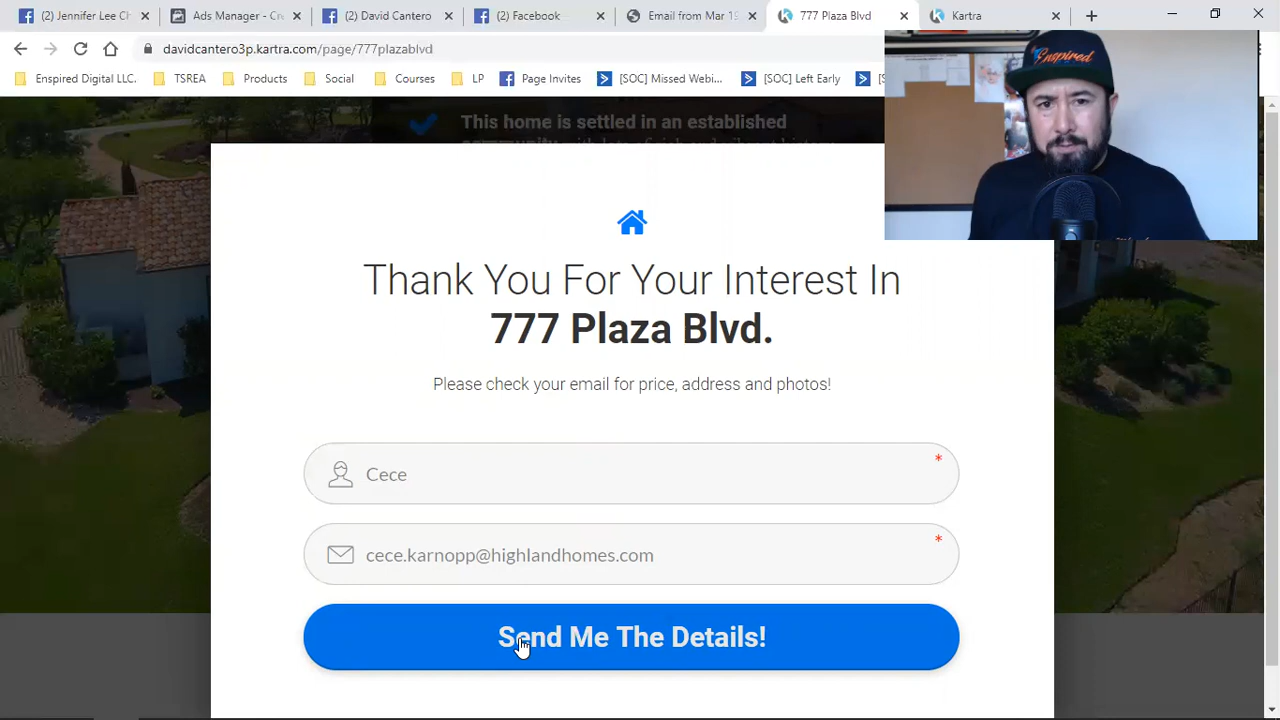 (2) Jennifer Lee Ch
Ads Manager - Cre
(2) David Cantero
(2) Facebook
Email from Mar 19
777 Plaza Blvd
Kartra
davidcantero3p.kartra.com/page/777plazablvd
Enspired Digital LLC.
TSREA
Products
Courses
LP
Page Invites
[SOC] Missed Webi...
[SOC] Left Early
This home is settled in an established
Thank You For Your Interest In
777 Plaza Blvd.
Please check your email for price, address and photos!
Cece
*
cece.karnopp@highlandhomes.com
*
Send Me The Details!